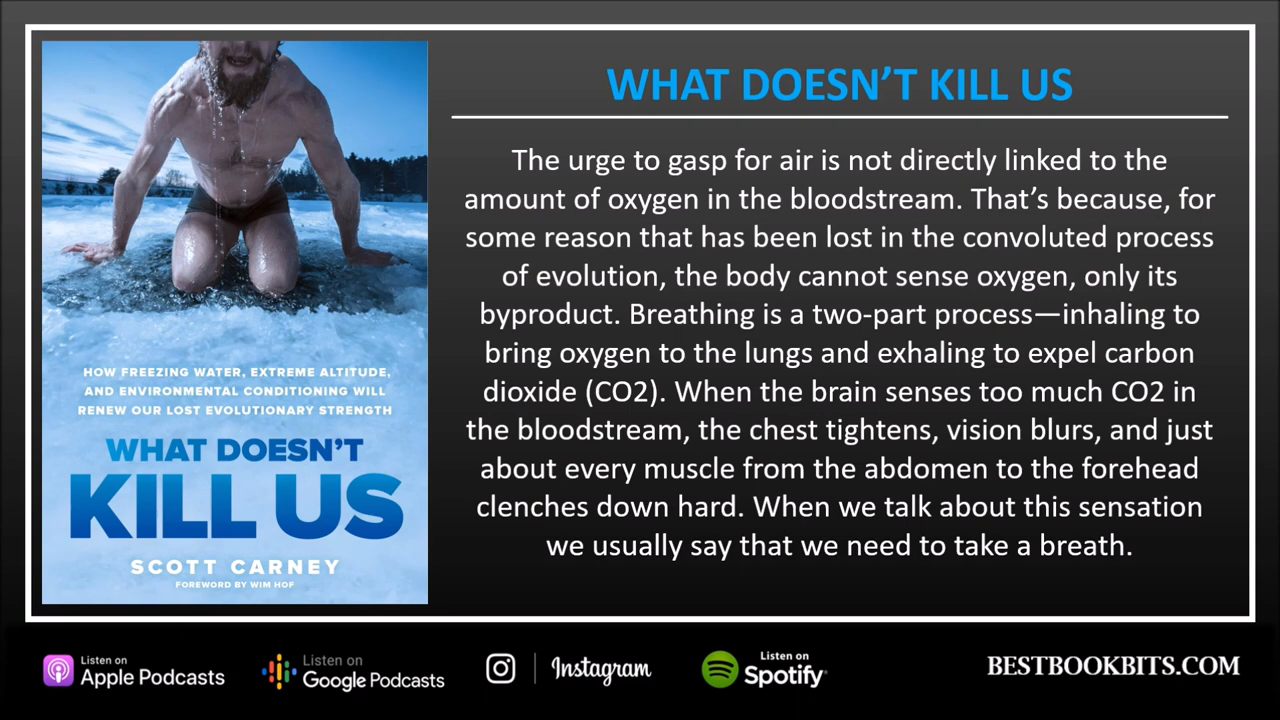 HOW FREEZING WATER, EXTREME ALTITUDE,
AND ENVIRONMENTAL CONDITIONING WILL
RENEW OUR LOST EVOLUTIONARY STRENGTH
WHAT DOESN'T
KILL US
SCOTT CARNEY
FOREWORD BY WIM HOF
WHAT DOESN'T KILL US
The urge to gasp for air is not directly linked to the
amount of oxygen in the bloodstream. That's because, for
some reason that has been lost in the convoluted process
of evolution, the body cannot sense oxygen, only its
byproduct. Breathing is a two-part process—inhaling to
bring oxygen to the lungs and exhaling to expel carbon
dioxide (CO2). When the brain senses too much CO2 in
the bloodstream, the chest tightens, vision blurs, and just
about every muscle from the abdomen to the forehead
clenches down hard. When we talk about this sensation
we usually say that we need to take a breath.
Listen on
Apple Podcasts
Listen on
Google Podcasts
Instagram
Listen on
Spotify
BESTBOOKBITS.COM